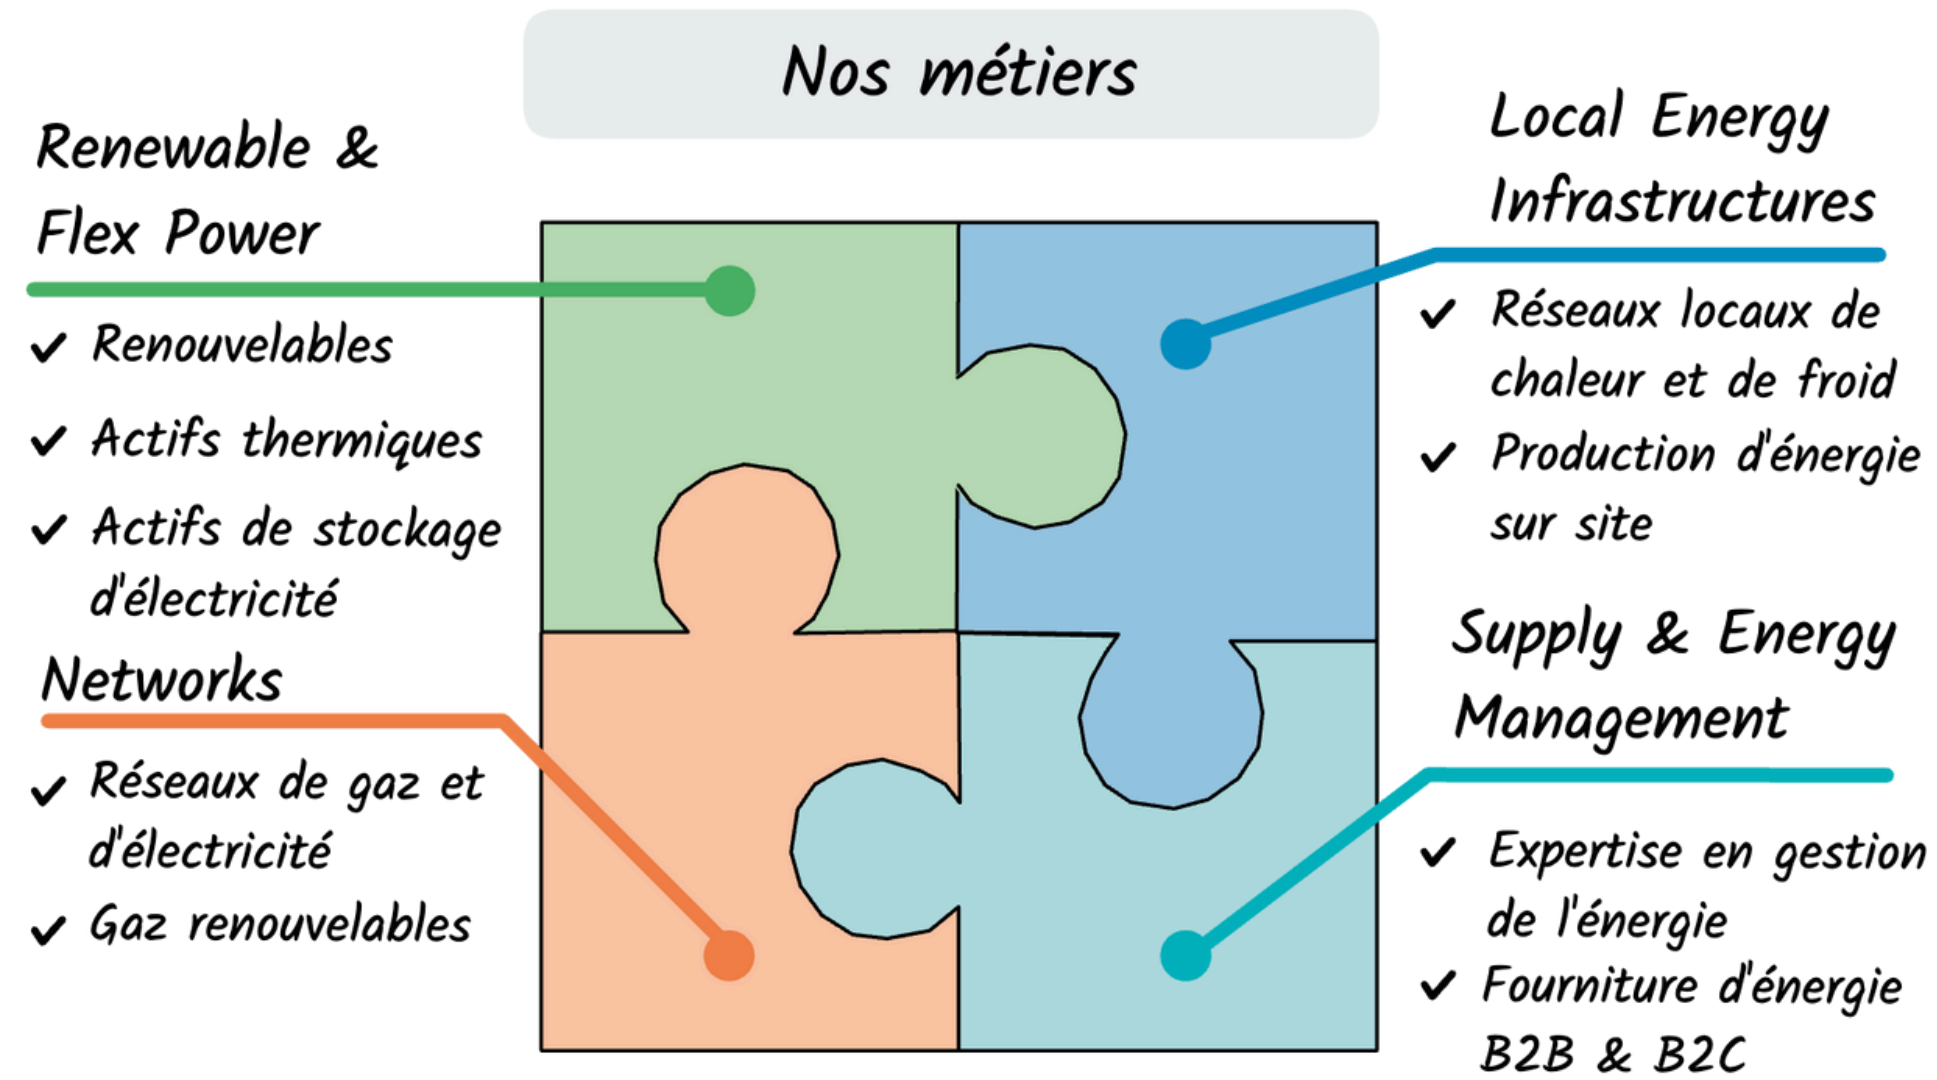 Nos métiers
Renewable &
Flex Power
✓ Renouvelables
✓ Actifs thermiques
✓ Actifs de stockage
d'électricité
Networks
✓ Réseaux de gaz et
d'électricité
✓ Gaz renouvelables
Local Energy
Infrastructures
✓ Réseaux locaux de
chaleur et de froid
✓ Production d'énergie
sur site
Supply & Energy
Management
✓ Expertise en gestion
de l'énergie
✓ Fourniture d'énergie
B2B & B2C